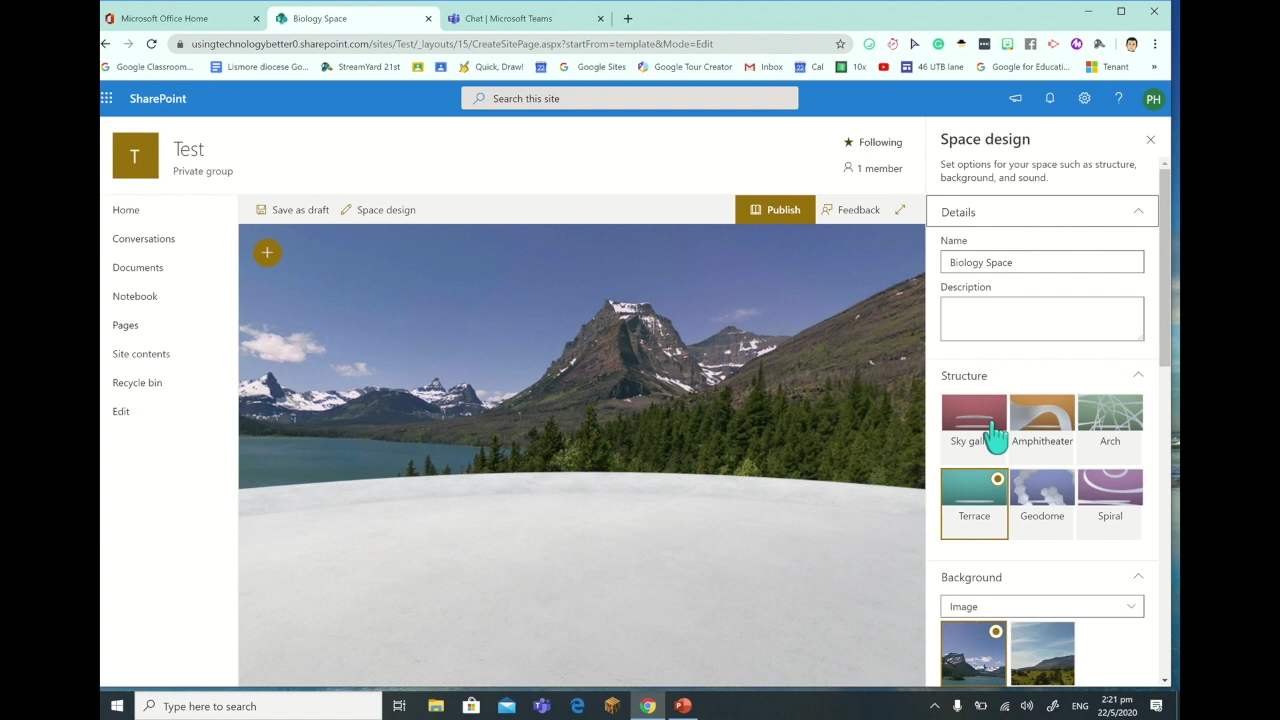 Microsoft Office Home
Biology Space
Chat | Microsoft Teams
usingtechnologybetter0.sharepoint.com/sites/Test/_layouts/15/CreateSitePage.aspx?startFrom=template&Mode=Edit
Google Classroom...
Lismore diocese Go...
StreamYard 21st
Quick, Draw!
22
Google Sites
Google Tour Creator
Inbox
22 Cal
10x
46 UTB lane
Google for Educati...
Tenant
»
SharePoint
Search this site
?
PH
T
Test
Private group
Following
1 member
Home
Conversations
Documents
Notebook
Pages
Site contents
Recycle bin
Edit
Save as draft
Space design
Publish
Feedback
Space design
Set options for your space such as structure,
background, and sound.
Details
Name
Biology Space
Description
Structure
Sky gall
Amphitheater
Arch
Terrace
Geodome
Spiral
Background
Image
Type here to search
ENG
2:21 pm
22/5/2020